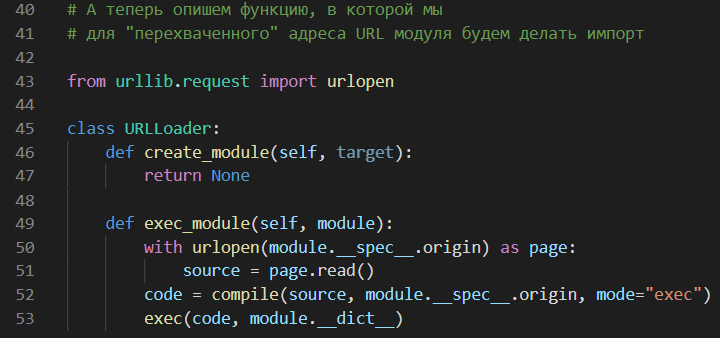 40 # А теперь опишем функцию, в которой мы
41 # для "перехваченного" адреса URL модуля будем делать импорт
42
43 from urllib.request import urlopen
44
45 class URLLoader:
46     def create_module(self, target):
47         return None
48
49     def exec_module(self, module):
50         with urlopen(module.__spec__.origin) as page:
51             source = page.read()
52         code = compile(source, module.__spec__.origin, mode="exec")
53         exec(code, module.__dict__)